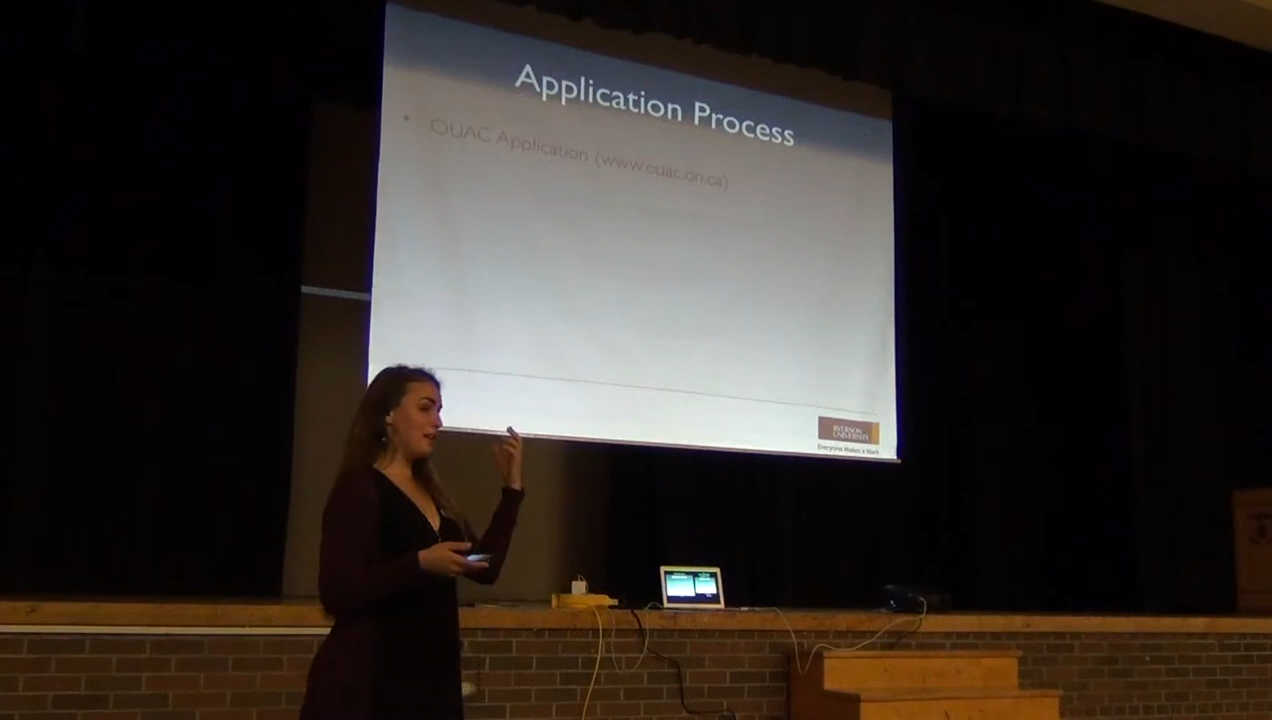 Application Process
• OUAC Application (www.ouac.on.ca)
RYERSON
UNIVERSITY
Everyone Makes a Mark